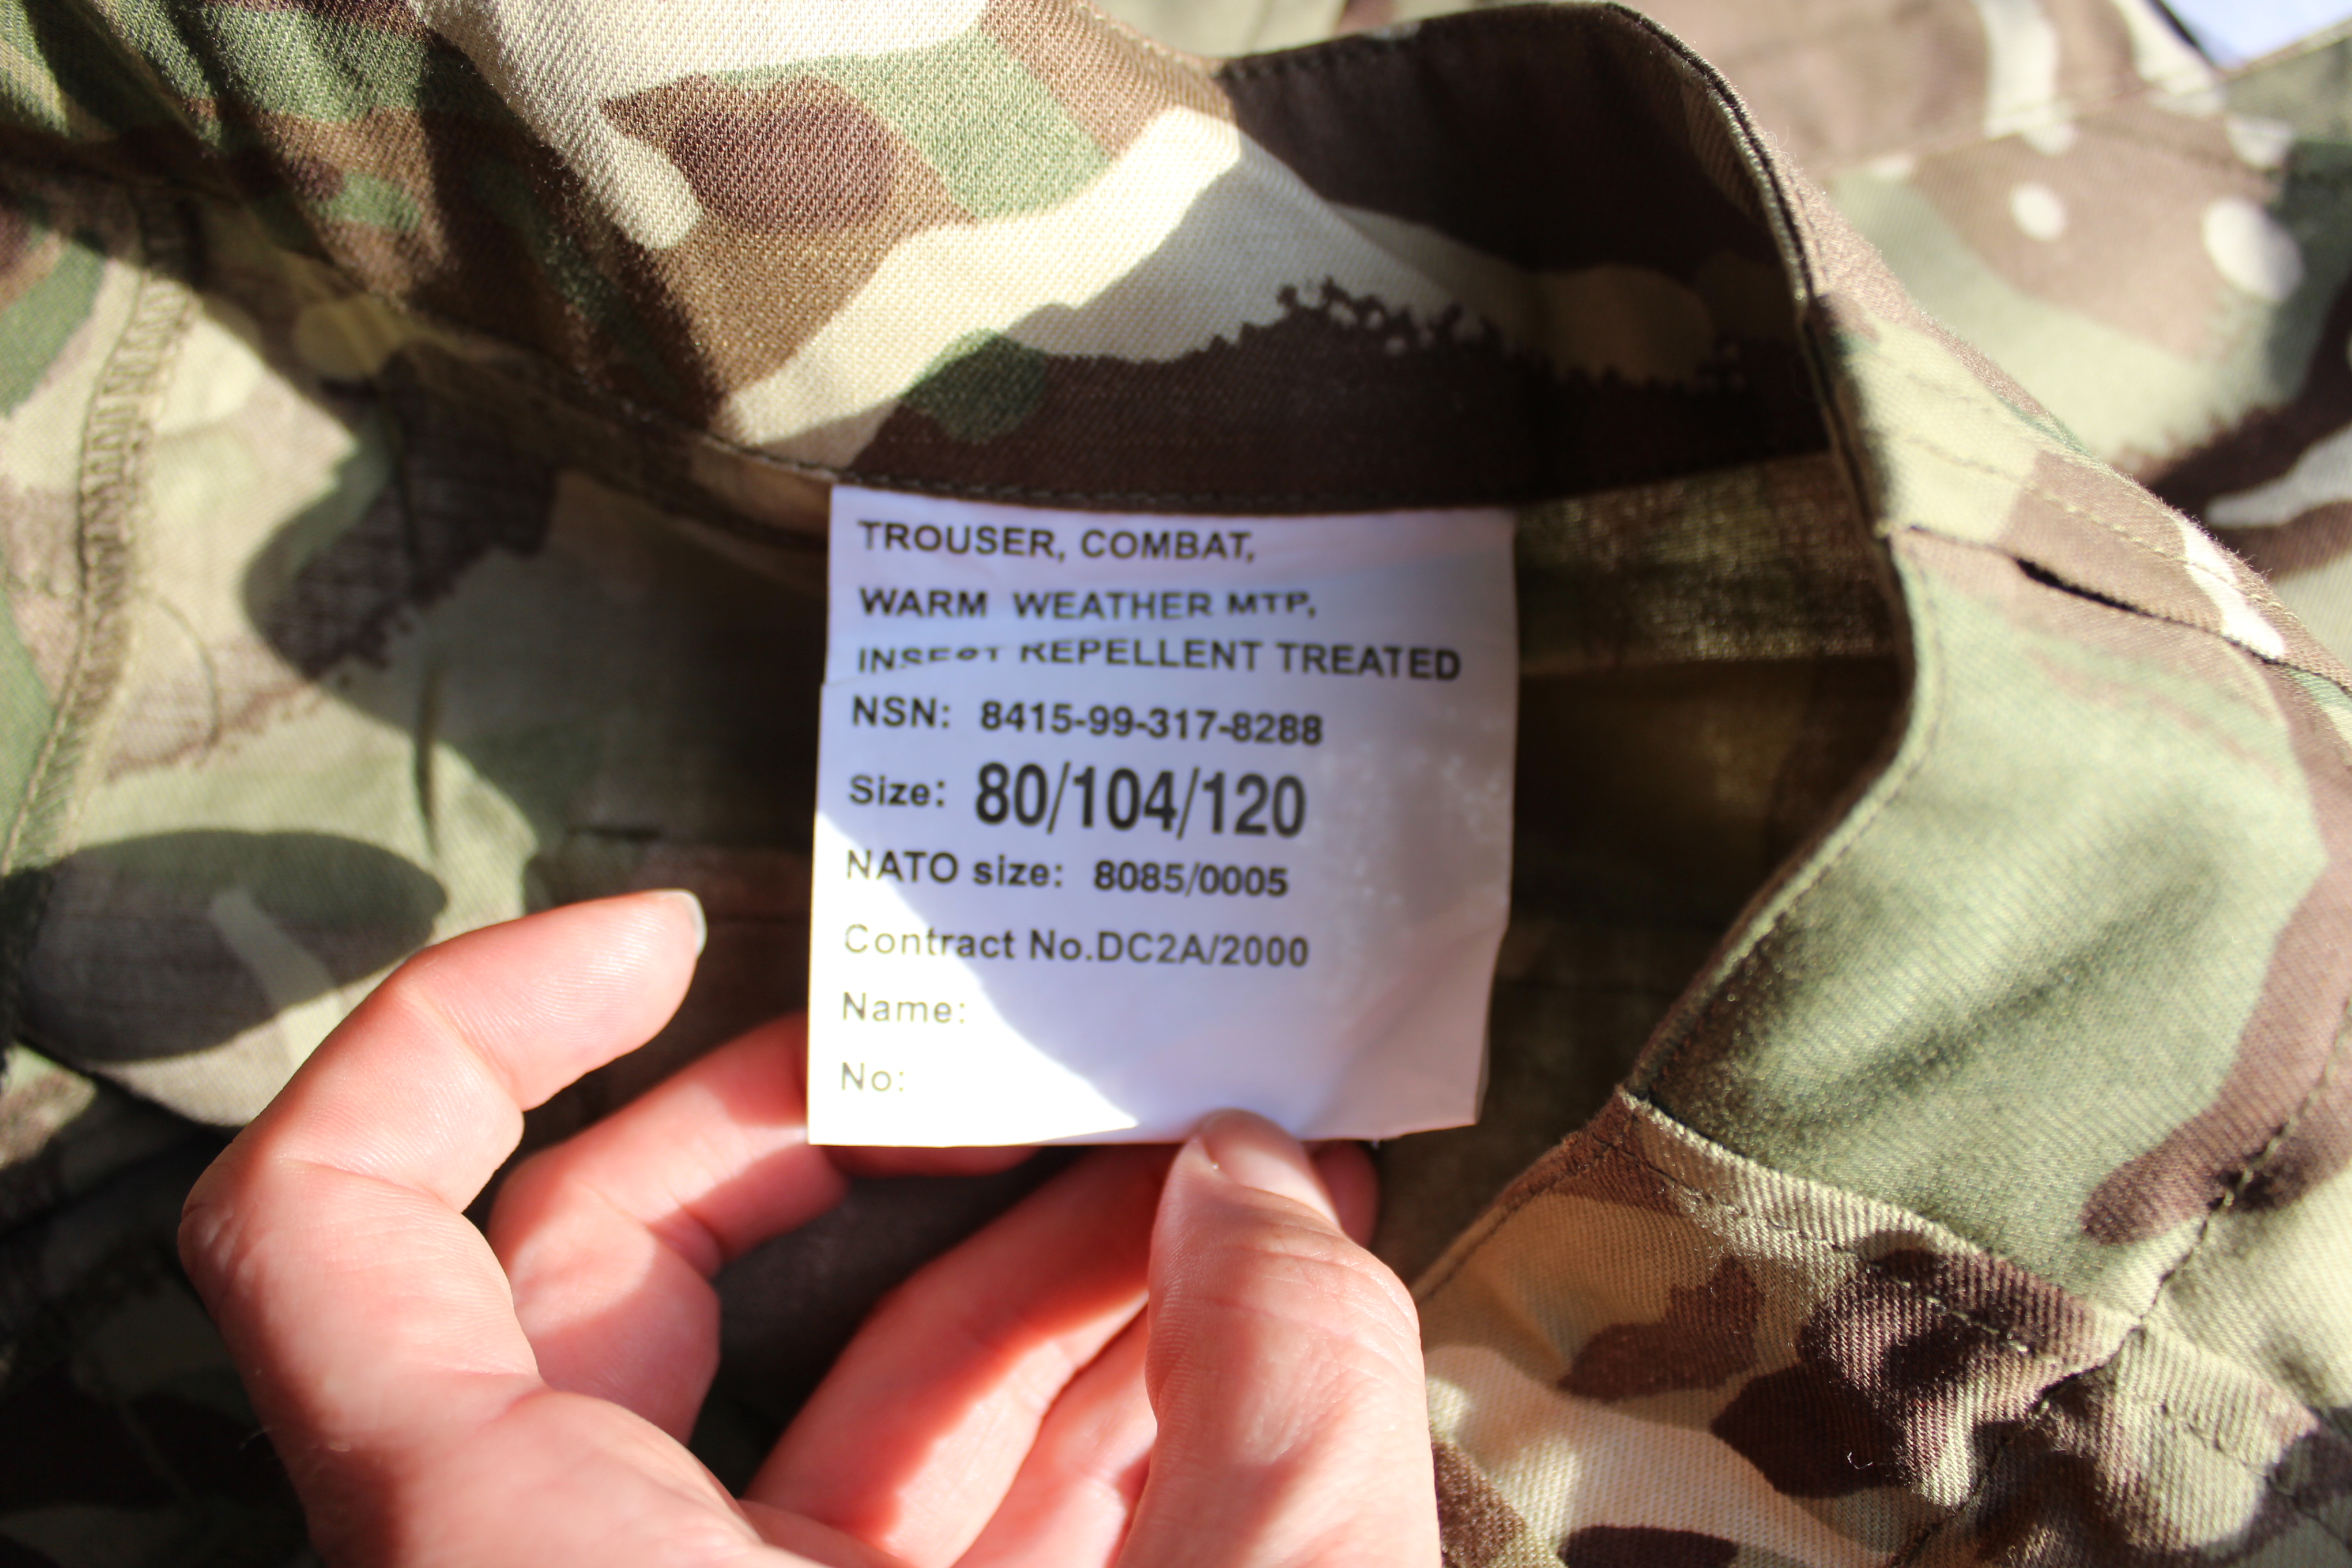 TROUSER, COMBAT,
WARM WEATHER MTP,
INSECT REPELLENT TREATED
NSN: 8415-99-317-8288
Size: 80/104/120
NATO size: 8085/0005
Contract No.DC2A/2000
Name:
No: